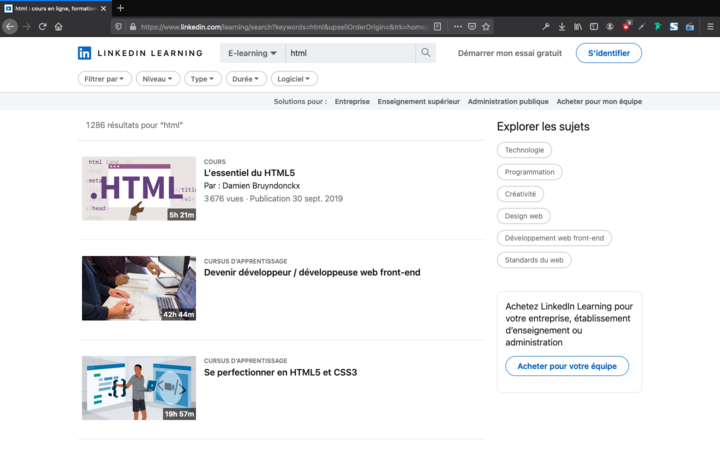 html : cours en ligne, formation
https://www.linkedin.com/learning/search?keywords=html&upsellOrderOrigin=&trk=home
in LINKEDIN LEARNING
E-learning
html
Démarrer mon essai gratuit
S'identifier
Filtrer par
Niveau
Type
Durée
Logiciel
Solutions pour :
Entreprise
Enseignement supérieur
Administration publique
Acheter pour mon équipe
1286 résultats pour “html”
.HTML
5h 21m
COURS
L'essentiel du HTML5
Par : Damien Bruyndonckx
3 676 vues · Publication 30 sept. 2019
42h 44m
CURSUS D'APPRENTISSAGE
Devenir développeur / développeuse web front-end
{}
19h 57m
CURSUS D'APPRENTISSAGE
Se perfectionner en HTML5 et CSS3
Explorer les sujets
Technologie
Programmation
Créativité
Design web
Développement web front-end
Standards du web
Achetez LinkedIn Learning pour
votre entreprise, établissement
d'enseignement ou
administration
Acheter pour votre équipe